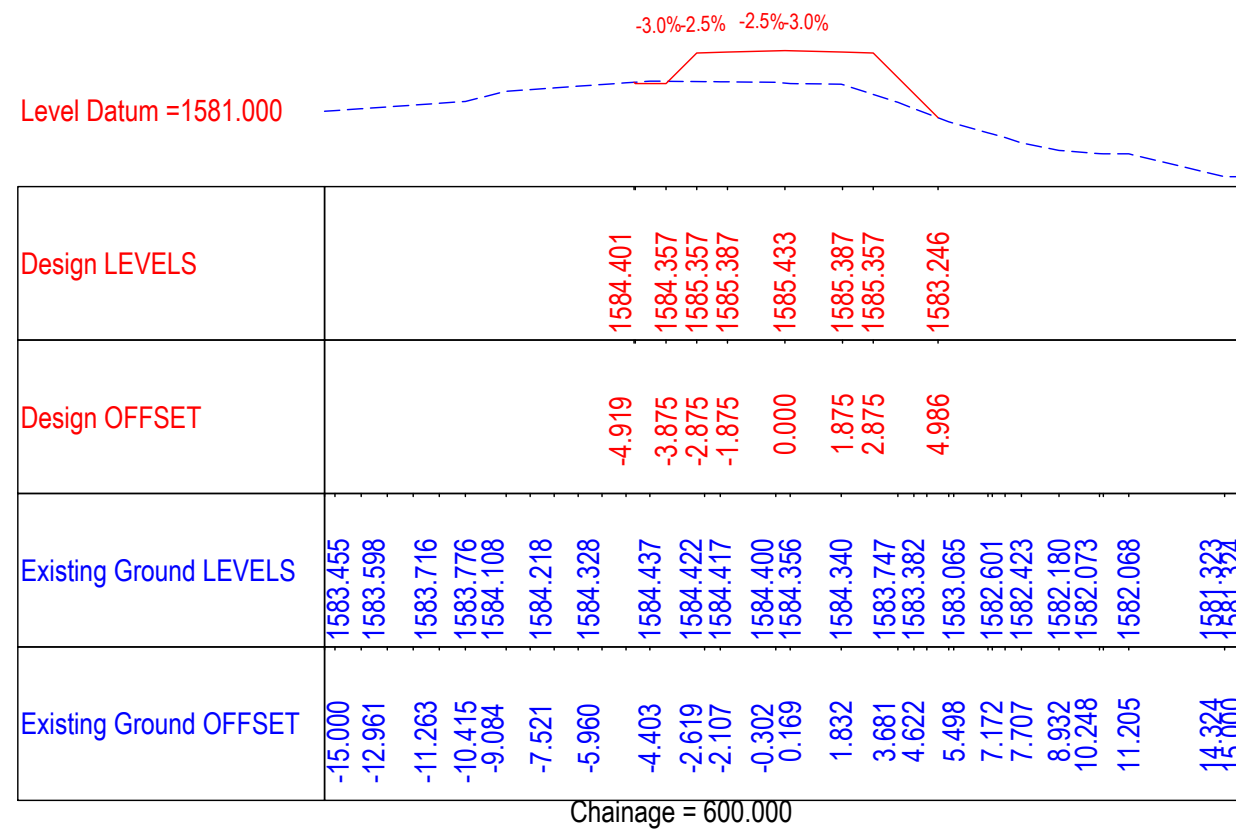 -3.0%-2.5% -2.5%-3.0%
Level Datum =1581.000
Design LEVELS 1584.401 1584.357 1585.357 1585.387 1585.433 1585.387 1585.357 1583.246
Design OFFSET -4.919 -3.875 -2.875 -1.875 0.000 1.875 2.875 4.986
Existing Ground LEVELS 1583.455 1583.598 1583.716 1583.776 1584.108 1584.218 1584.328 1584.437 1584.422 1584.417 1584.400 1584.356 1584.340 1583.747 1583.382 1583.065 1582.601 1582.423 1582.180 1582.073 1582.068 1581.323 1581.324
Existing Ground OFFSET -15.000 -12.961 -11.263 -10.415 -9.084 -7.521 -5.960 -4.403 -2.619 -2.107 -0.302 0.169 1.832 3.681 4.622 5.498 7.172 7.707 8.932 10.248 11.205 14.324 15.000
Chainage = 600.000